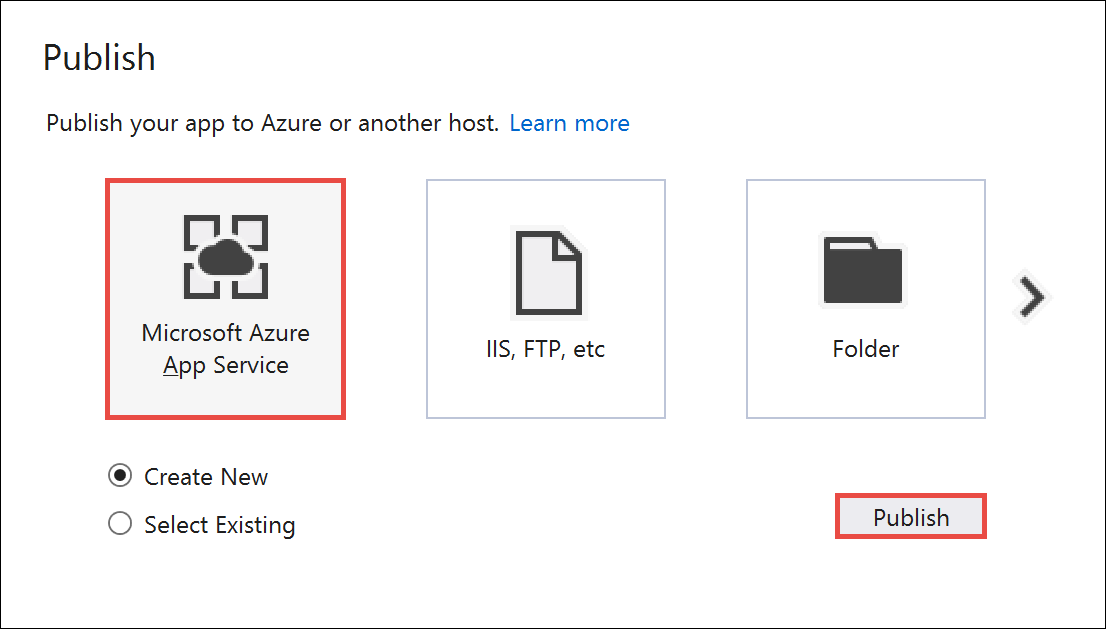 Publish
Publish your app to Azure or another host. Learn more
Microsoft Azure
App Service
IIS, FTP, etc
Folder
Create New
Select Existing
Publish